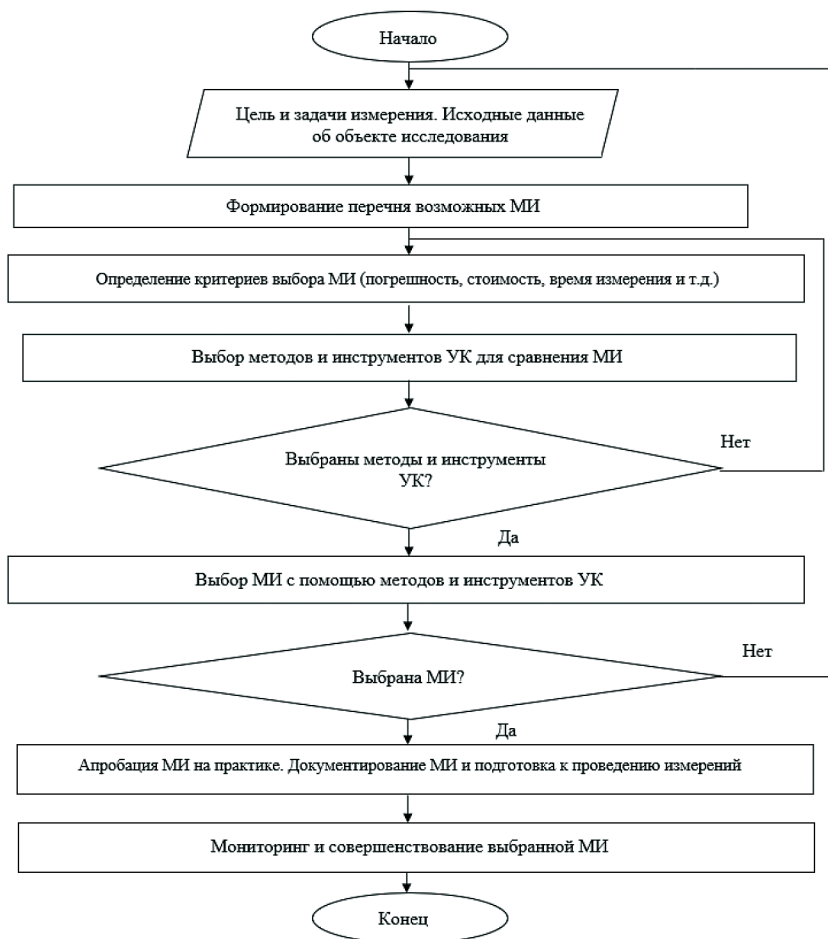 Начало
Цель и задачи измерения. Исходные данные
об объекте исследования
Формирование перечня возможных МИ
Определение критериев выбора МИ (погрешность, стоимость, время измерения и т.д.)
Выбор методов и инструментов УК для сравнения МИ
Выбраны методы и инструменты
УК?
Нет
Да
Выбор МИ с помощью методов и инструментов УК
Выбрана МИ?
Нет
Да
Апробация МИ на практике. Документирование МИ и подготовка к проведению измерений
Мониторинг и совершенствование выбранной МИ
Конец